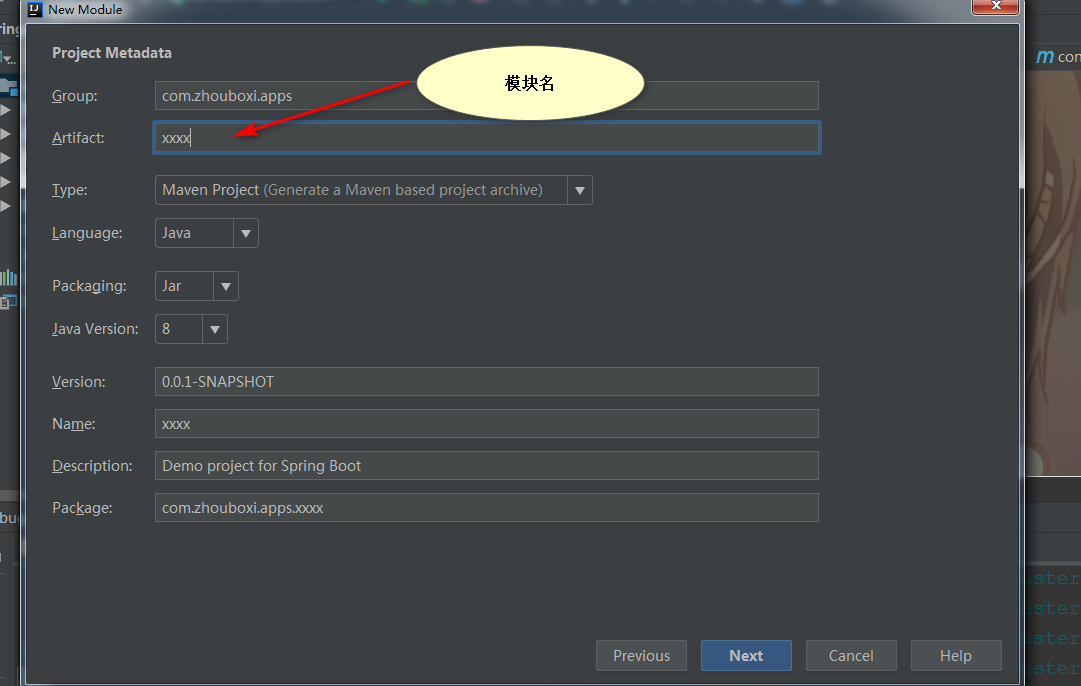 New Module
Project Metadata
模块名
Group: com.zhouboxi.apps
Artifact: xxxx
Type: Maven Project (Generate a Maven based project archive)
Language: Java
Packaging: Jar
Java Version: 8
Version: 0.0.1-SNAPSHOT
Name: xxxx
Description: Demo project for Spring Boot
Package: com.zhouboxi.apps.xxxx
Previous Next Cancel Help